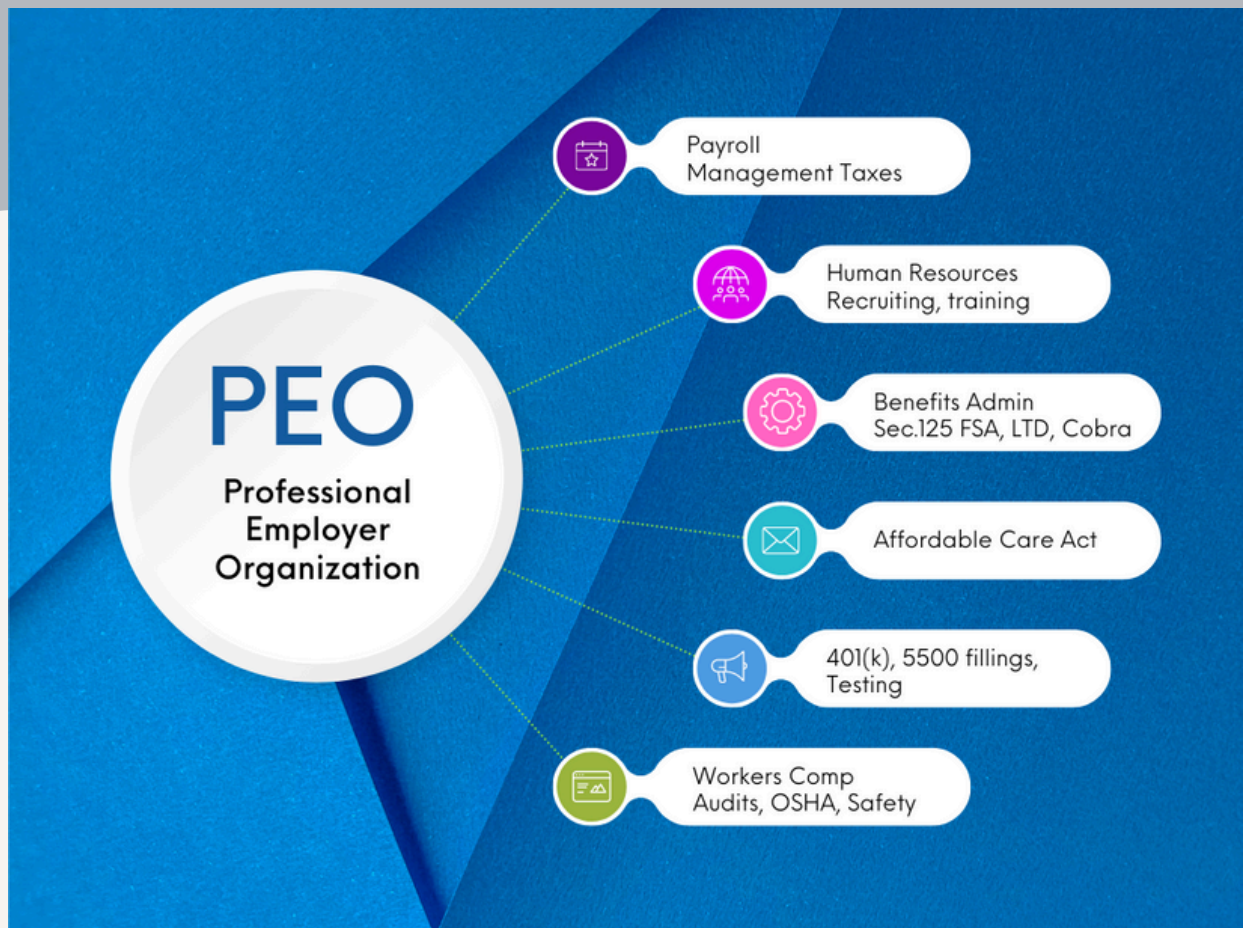 PEO
Professional
Employer
Organization
Payroll
Management Taxes
Human Resources
Recruiting, training
Benefits Admin
Sec.125 FSA, LTD, Cobra
Affordable Care Act
401(k), 5500 fillings,
Testing
Workers Comp
Audits, OSHA, Safety